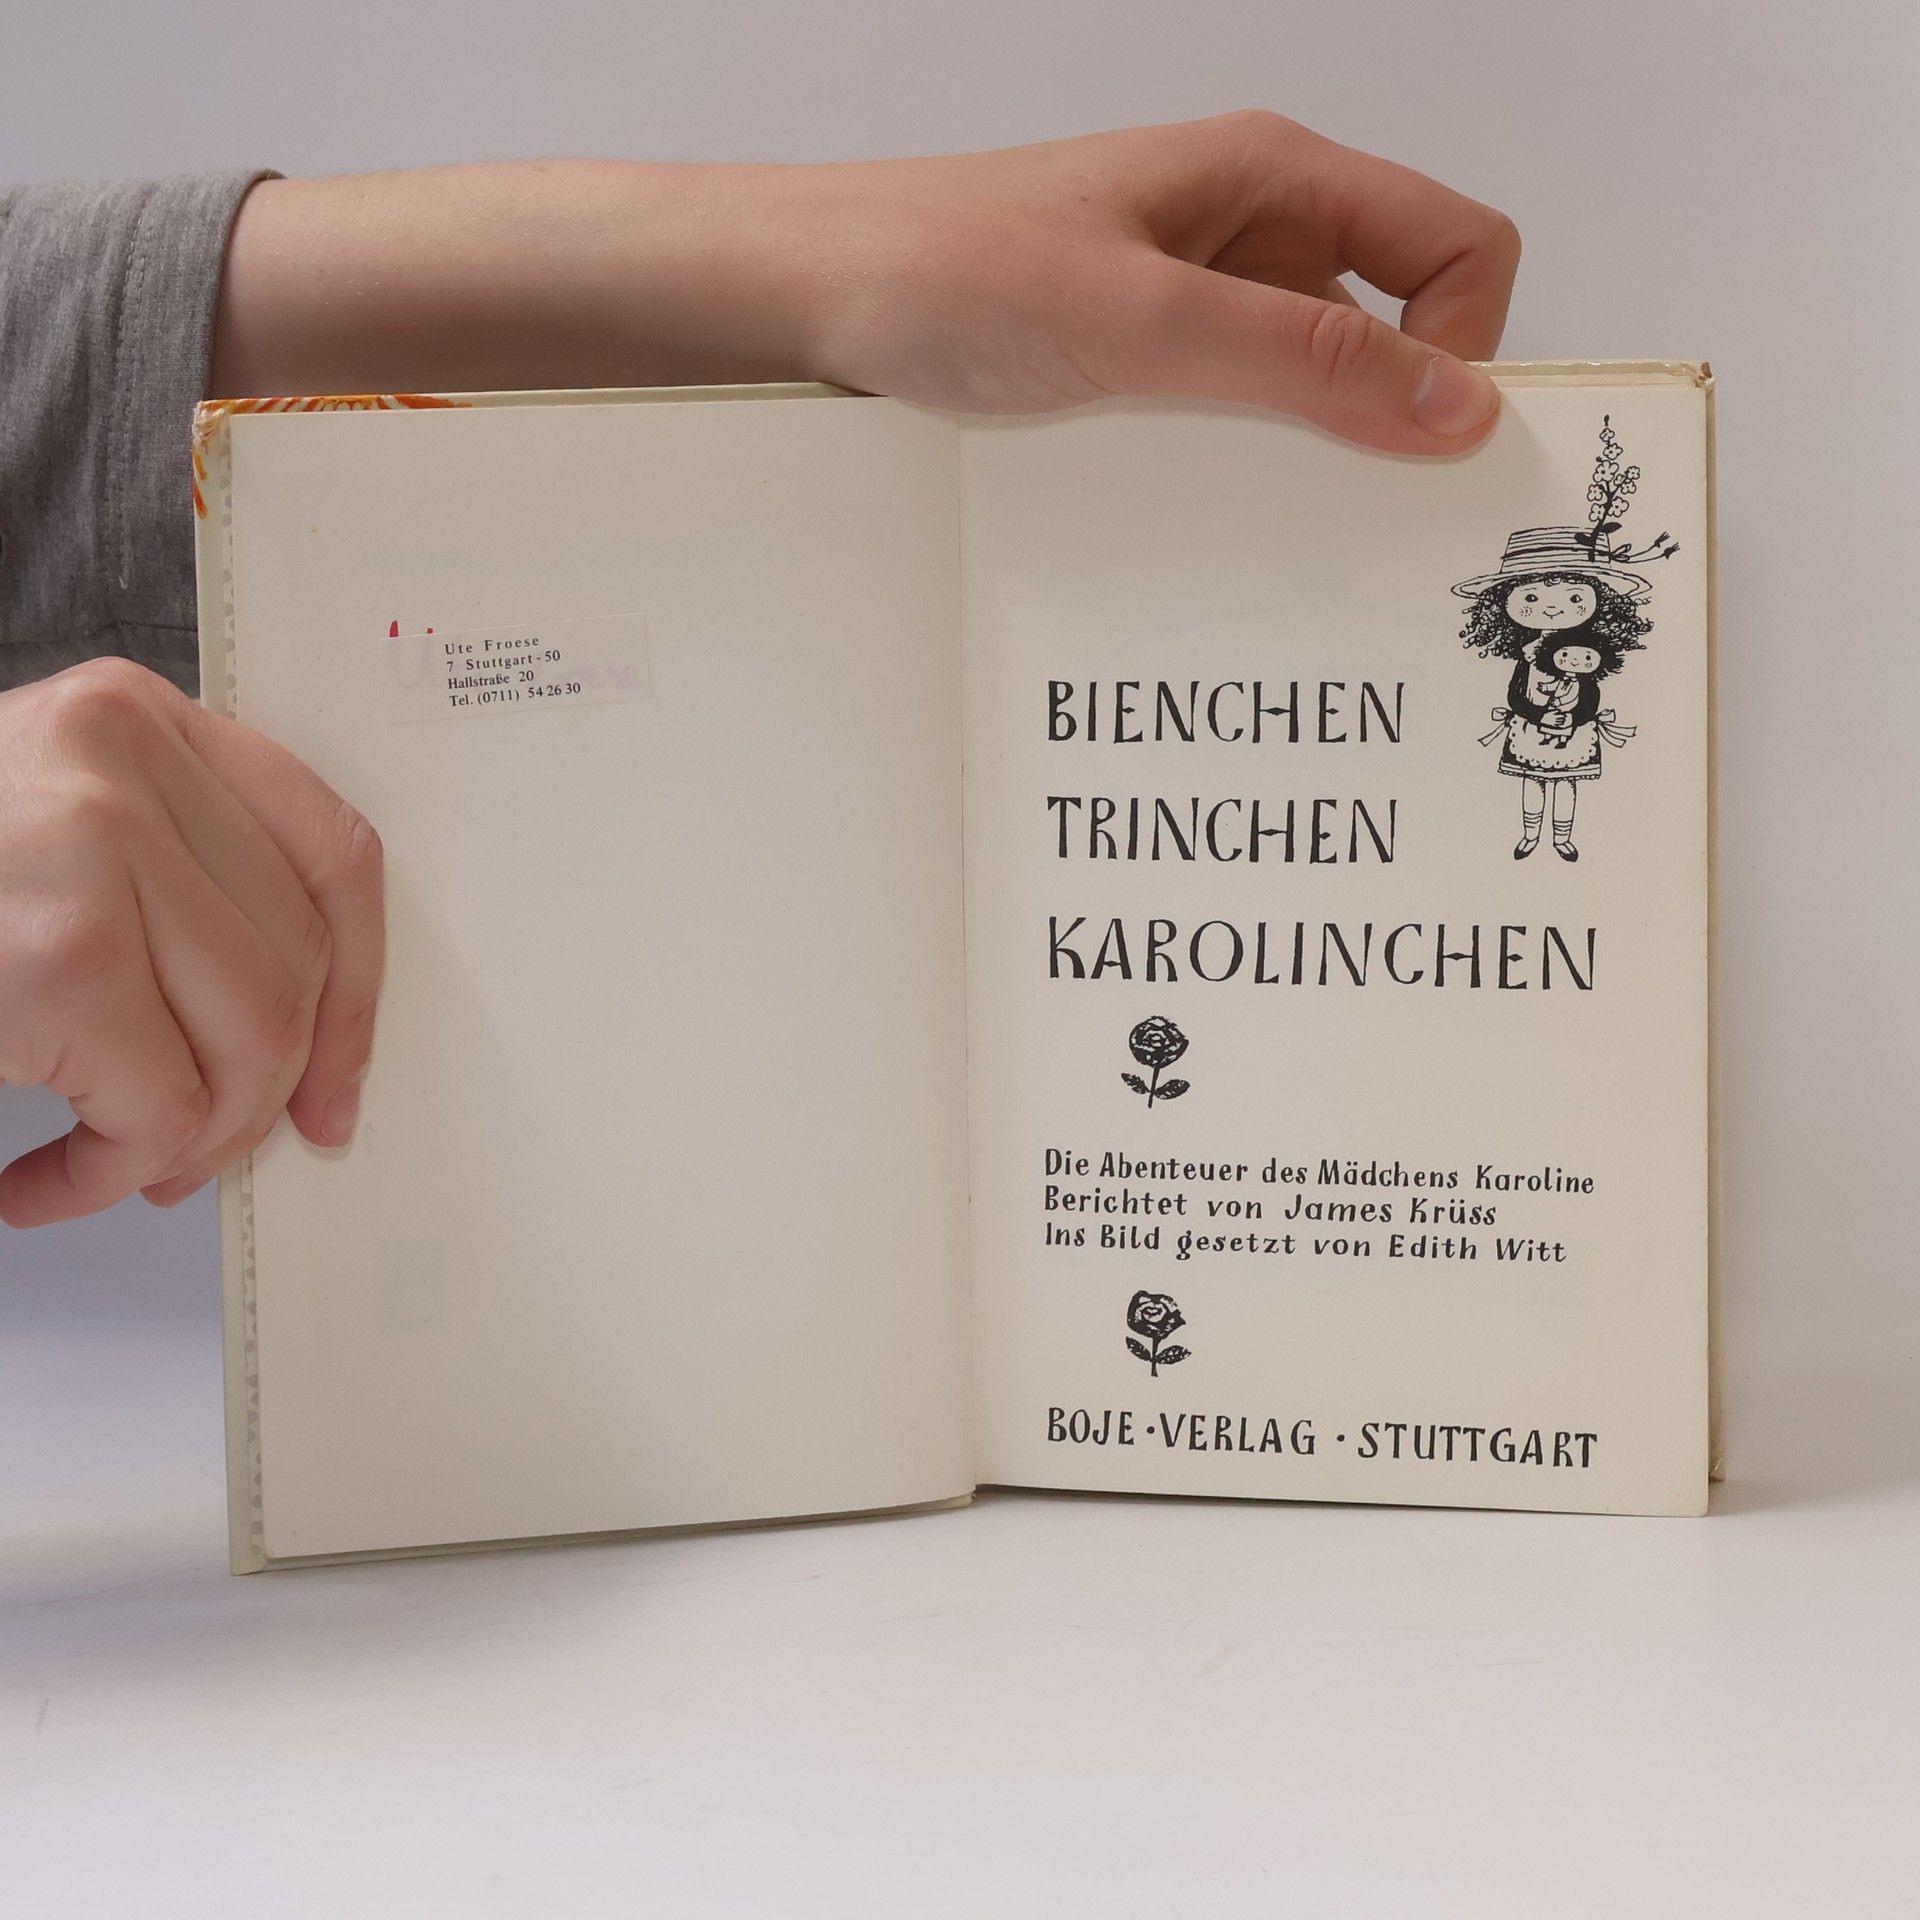 Ute Froese
7 Stuttgart-50
Hallstraße 20
Tel. (0711) 54 26 30
BIENCHEN
TRINCHEN
KAROLINCHEN
Die Abenteuer des Mädchens Karoline
Berichtet von James Krüss
Ins Bild gesetzt von Edith Witt
BOJE · VERLAG · STUTTGART